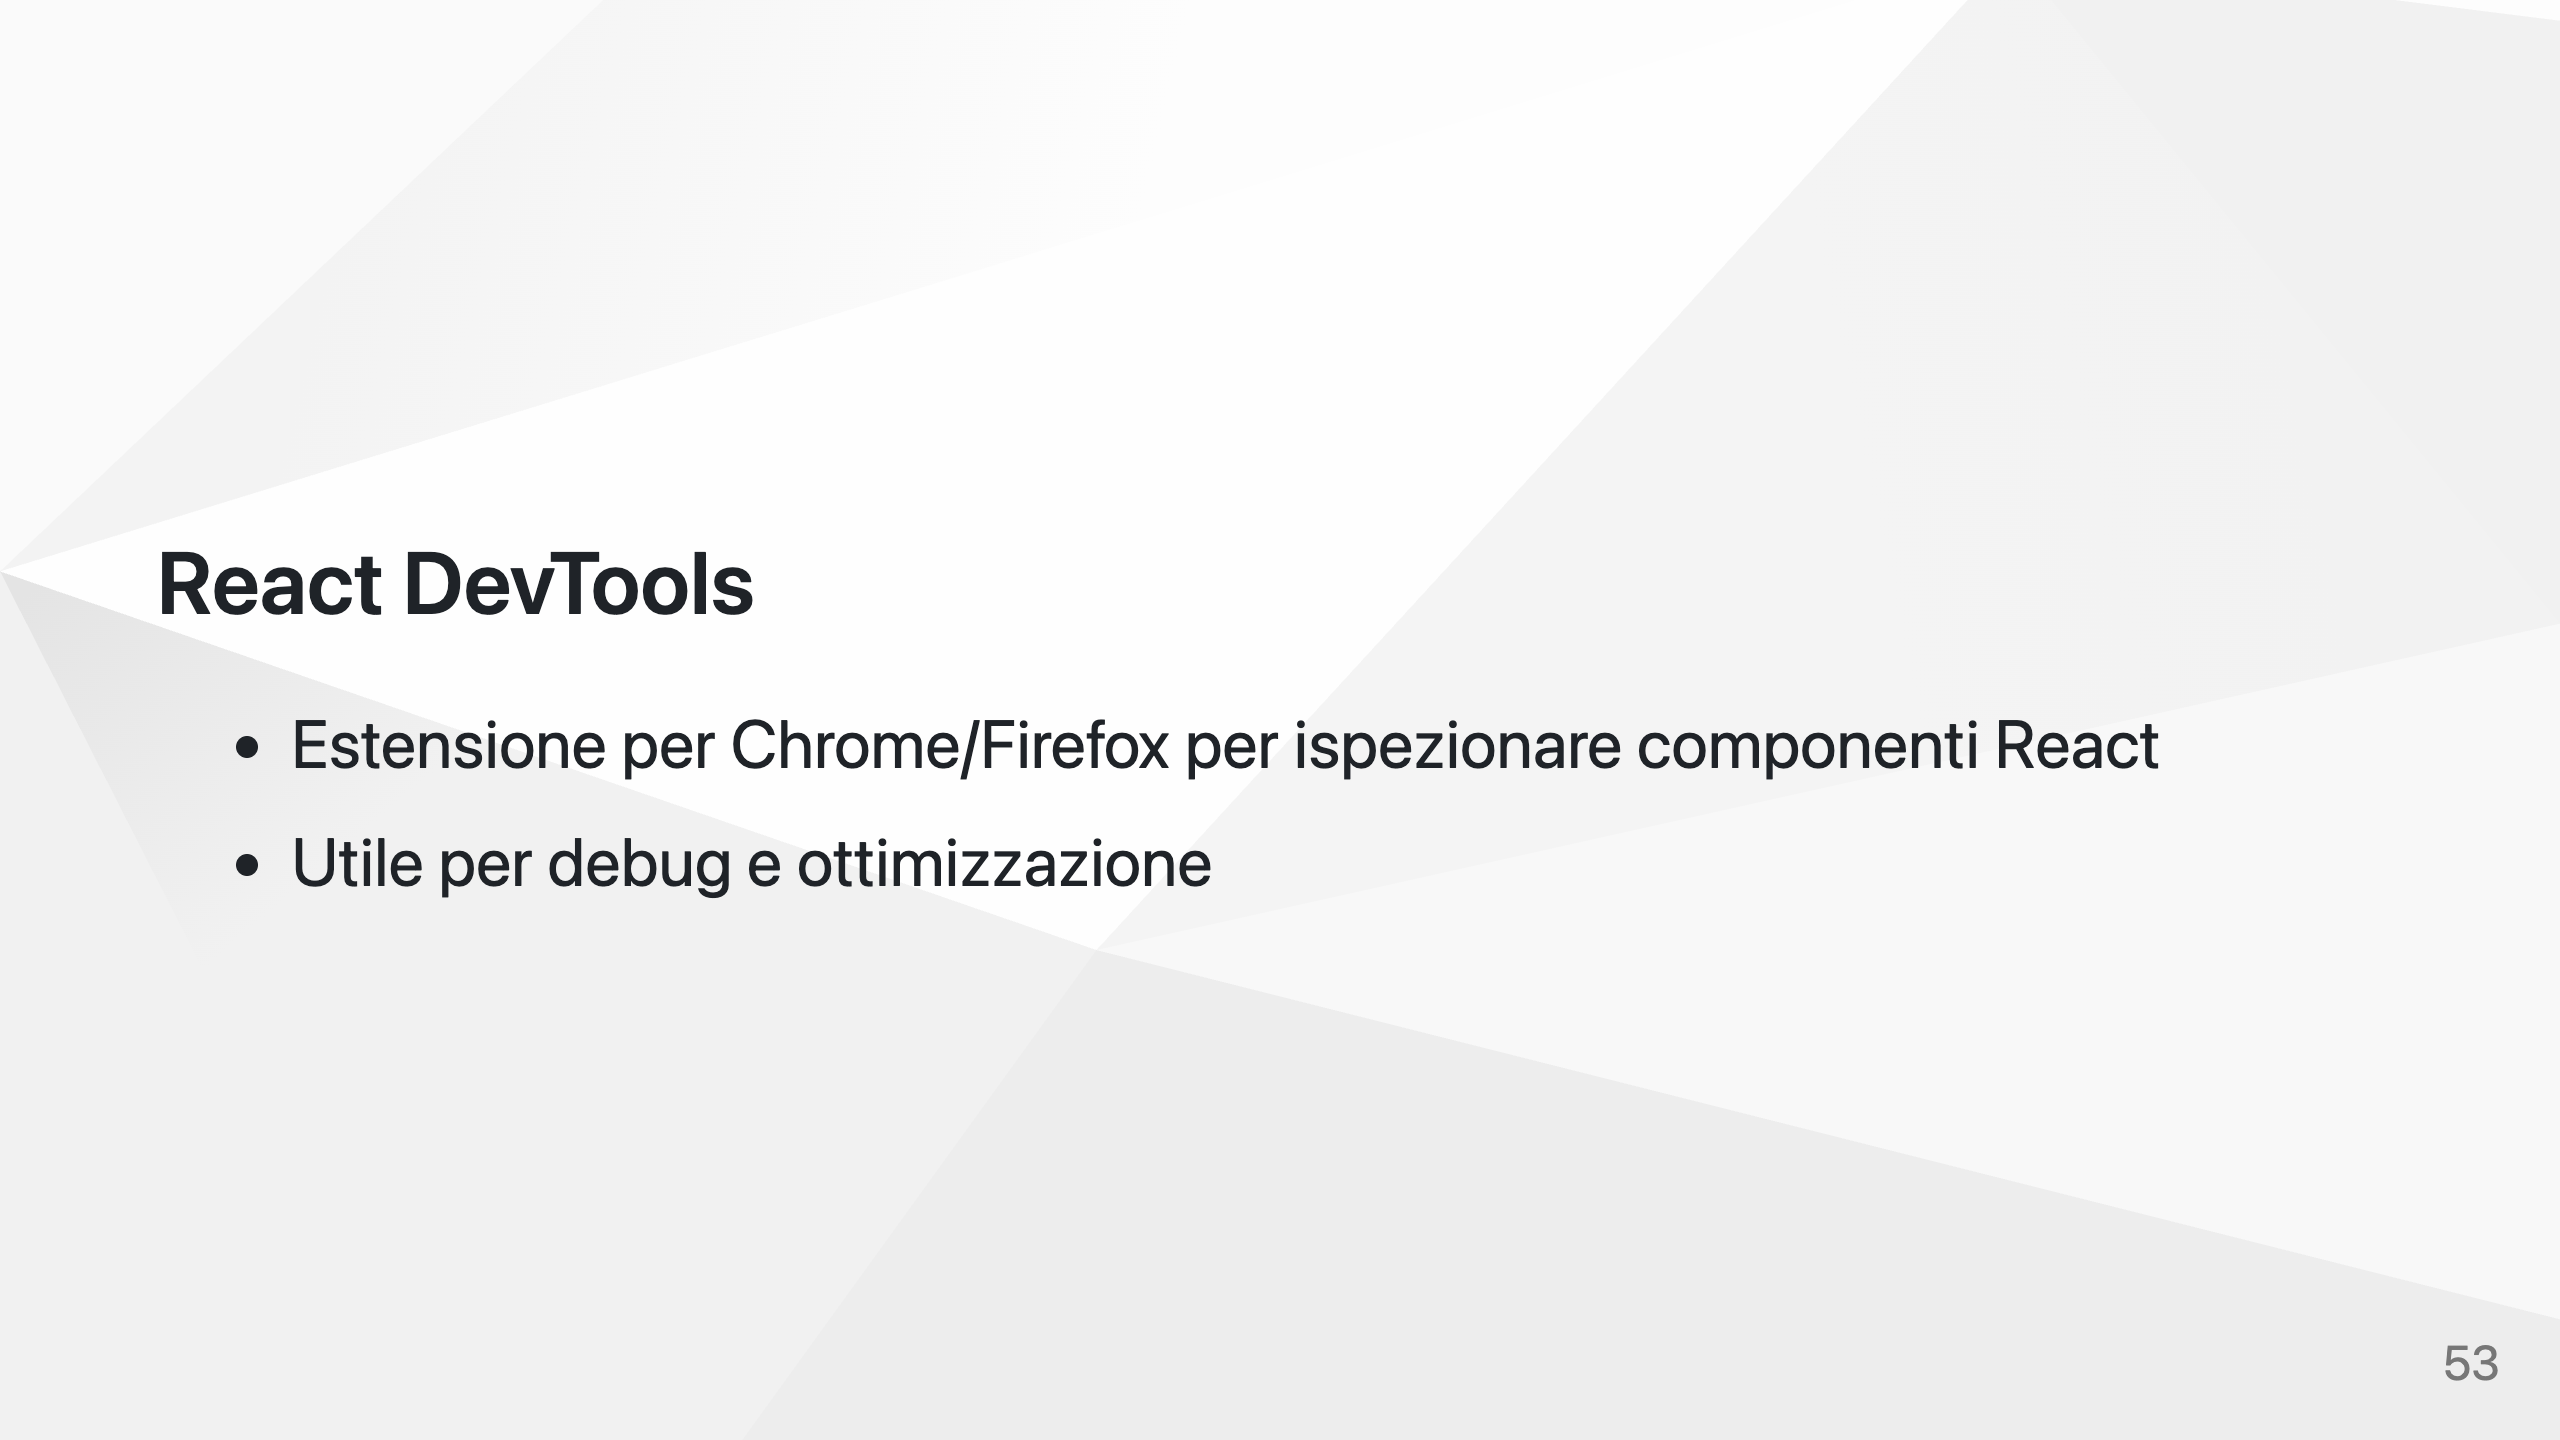 React DevTools
• Estensione per Chrome/Firefox per ispezionare componenti React
• Utile per debug e ottimizzazione
53